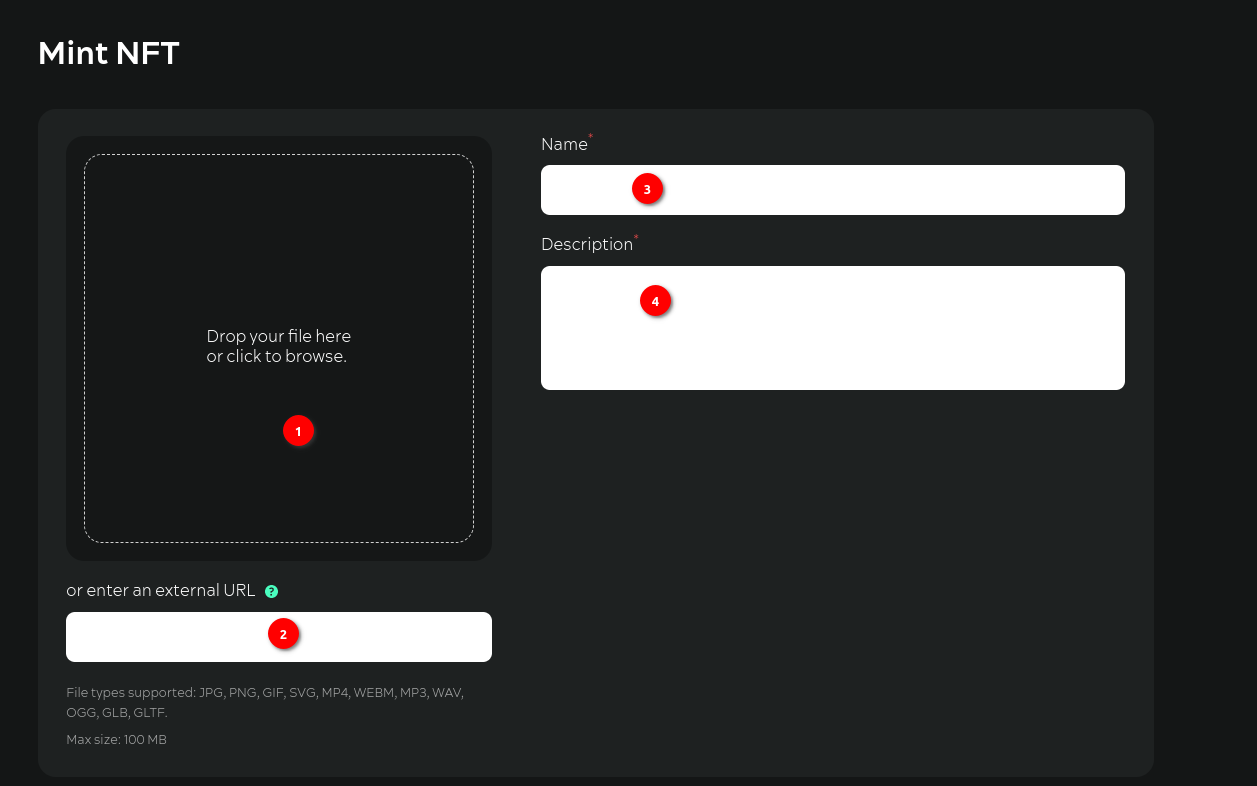 Mint NFT
Drop your file here
or click to browse.
1
or enter an external URL ?
2
File types supported: JPG, PNG, GIF, SVG, MP4, WEBM, MP3, WAV,
OGG, GLB, GLTF.
Max size: 100 MB
Name*
3
Description*
4